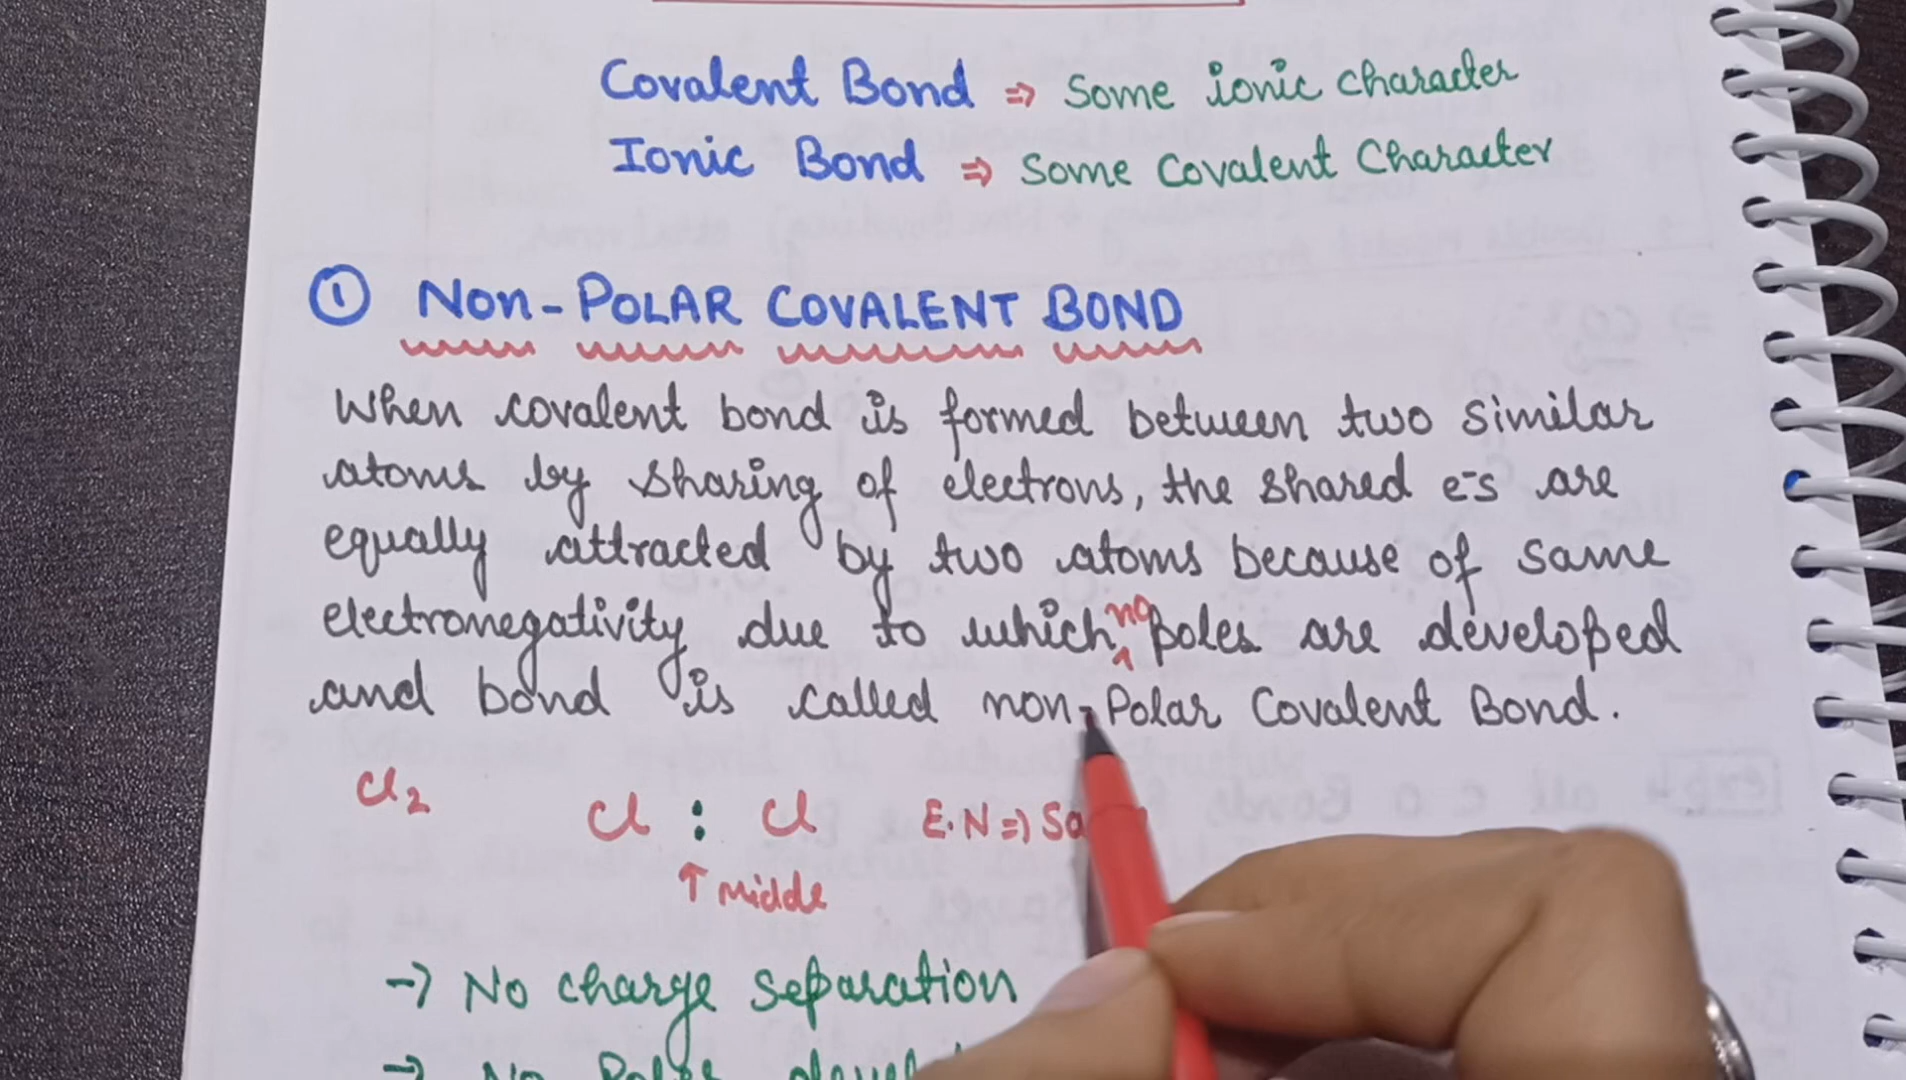 Covalent Bond ⇒ Some ionic character
Ionic Bond ⇒ Some Covalent Character
① NON-POLAR COVALENT BOND
When covalent bond is formed between two similar
atoms by sharing of electrons, the shared e-s are
equally attracted by two atoms because of same
electronegativity due to which no poles are developed
and bond is called non-Polar Covalent Bond.
Cl2 Cl : Cl E.N ⇒
↑ Middle
→ No charge separation
→ No Poles